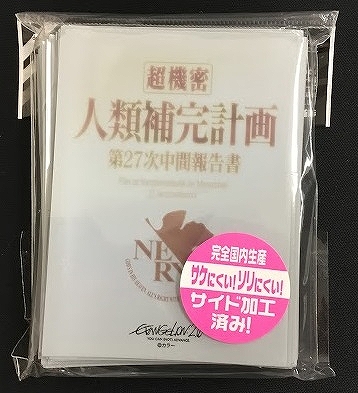 超機密
人類補完計画
第27次中間報告書
NERV
EVANGELION 2.0
YOU CAN (NOT) ADVANCE.
©カラー
完全国内生産
サケにくい!ソリにくい!
サイド加工
済み!